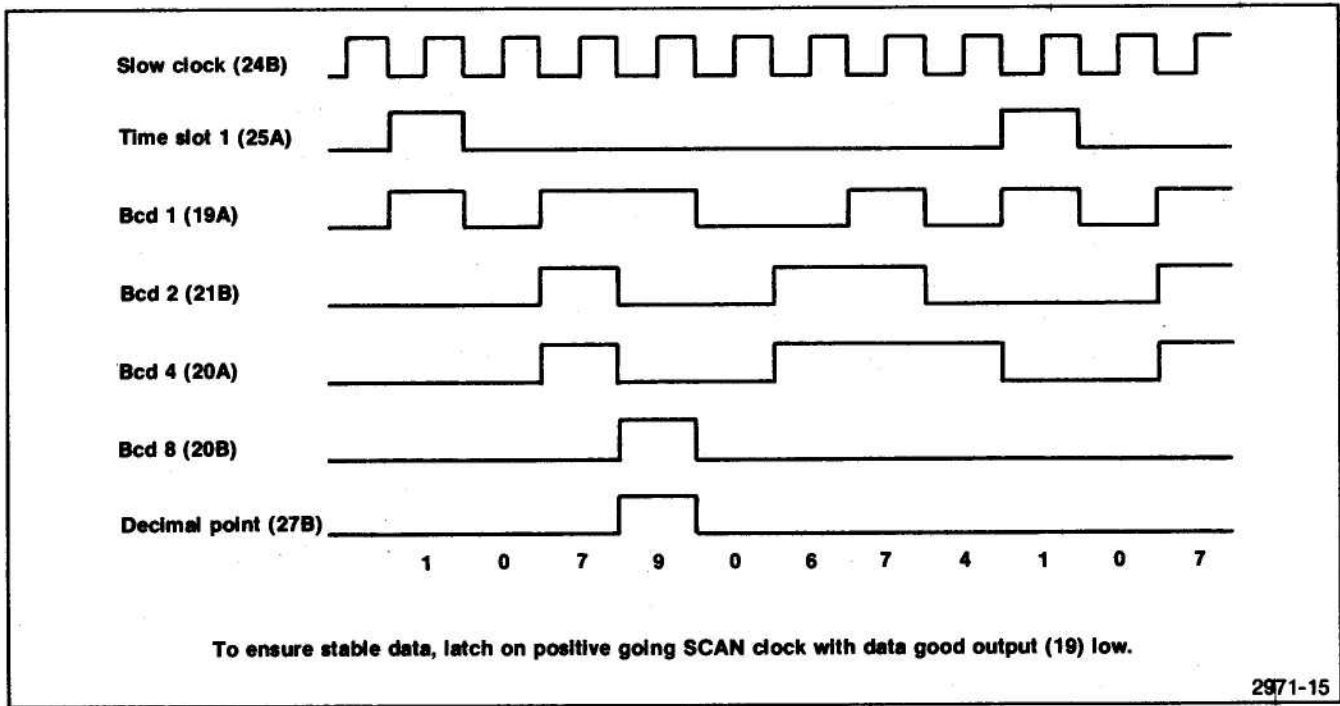 Slow clock (24B)
Time slot 1 (25A)
Bcd 1 (19A)
Bcd 2 (21B)
Bcd 4 (20A)
Bcd 8 (20B)
Decimal point (27B)
1 0 7 9 0 6 7 4 1 0 7
To ensure stable data, latch on positive going SCAN clock with data good output (19) low.
2971-15